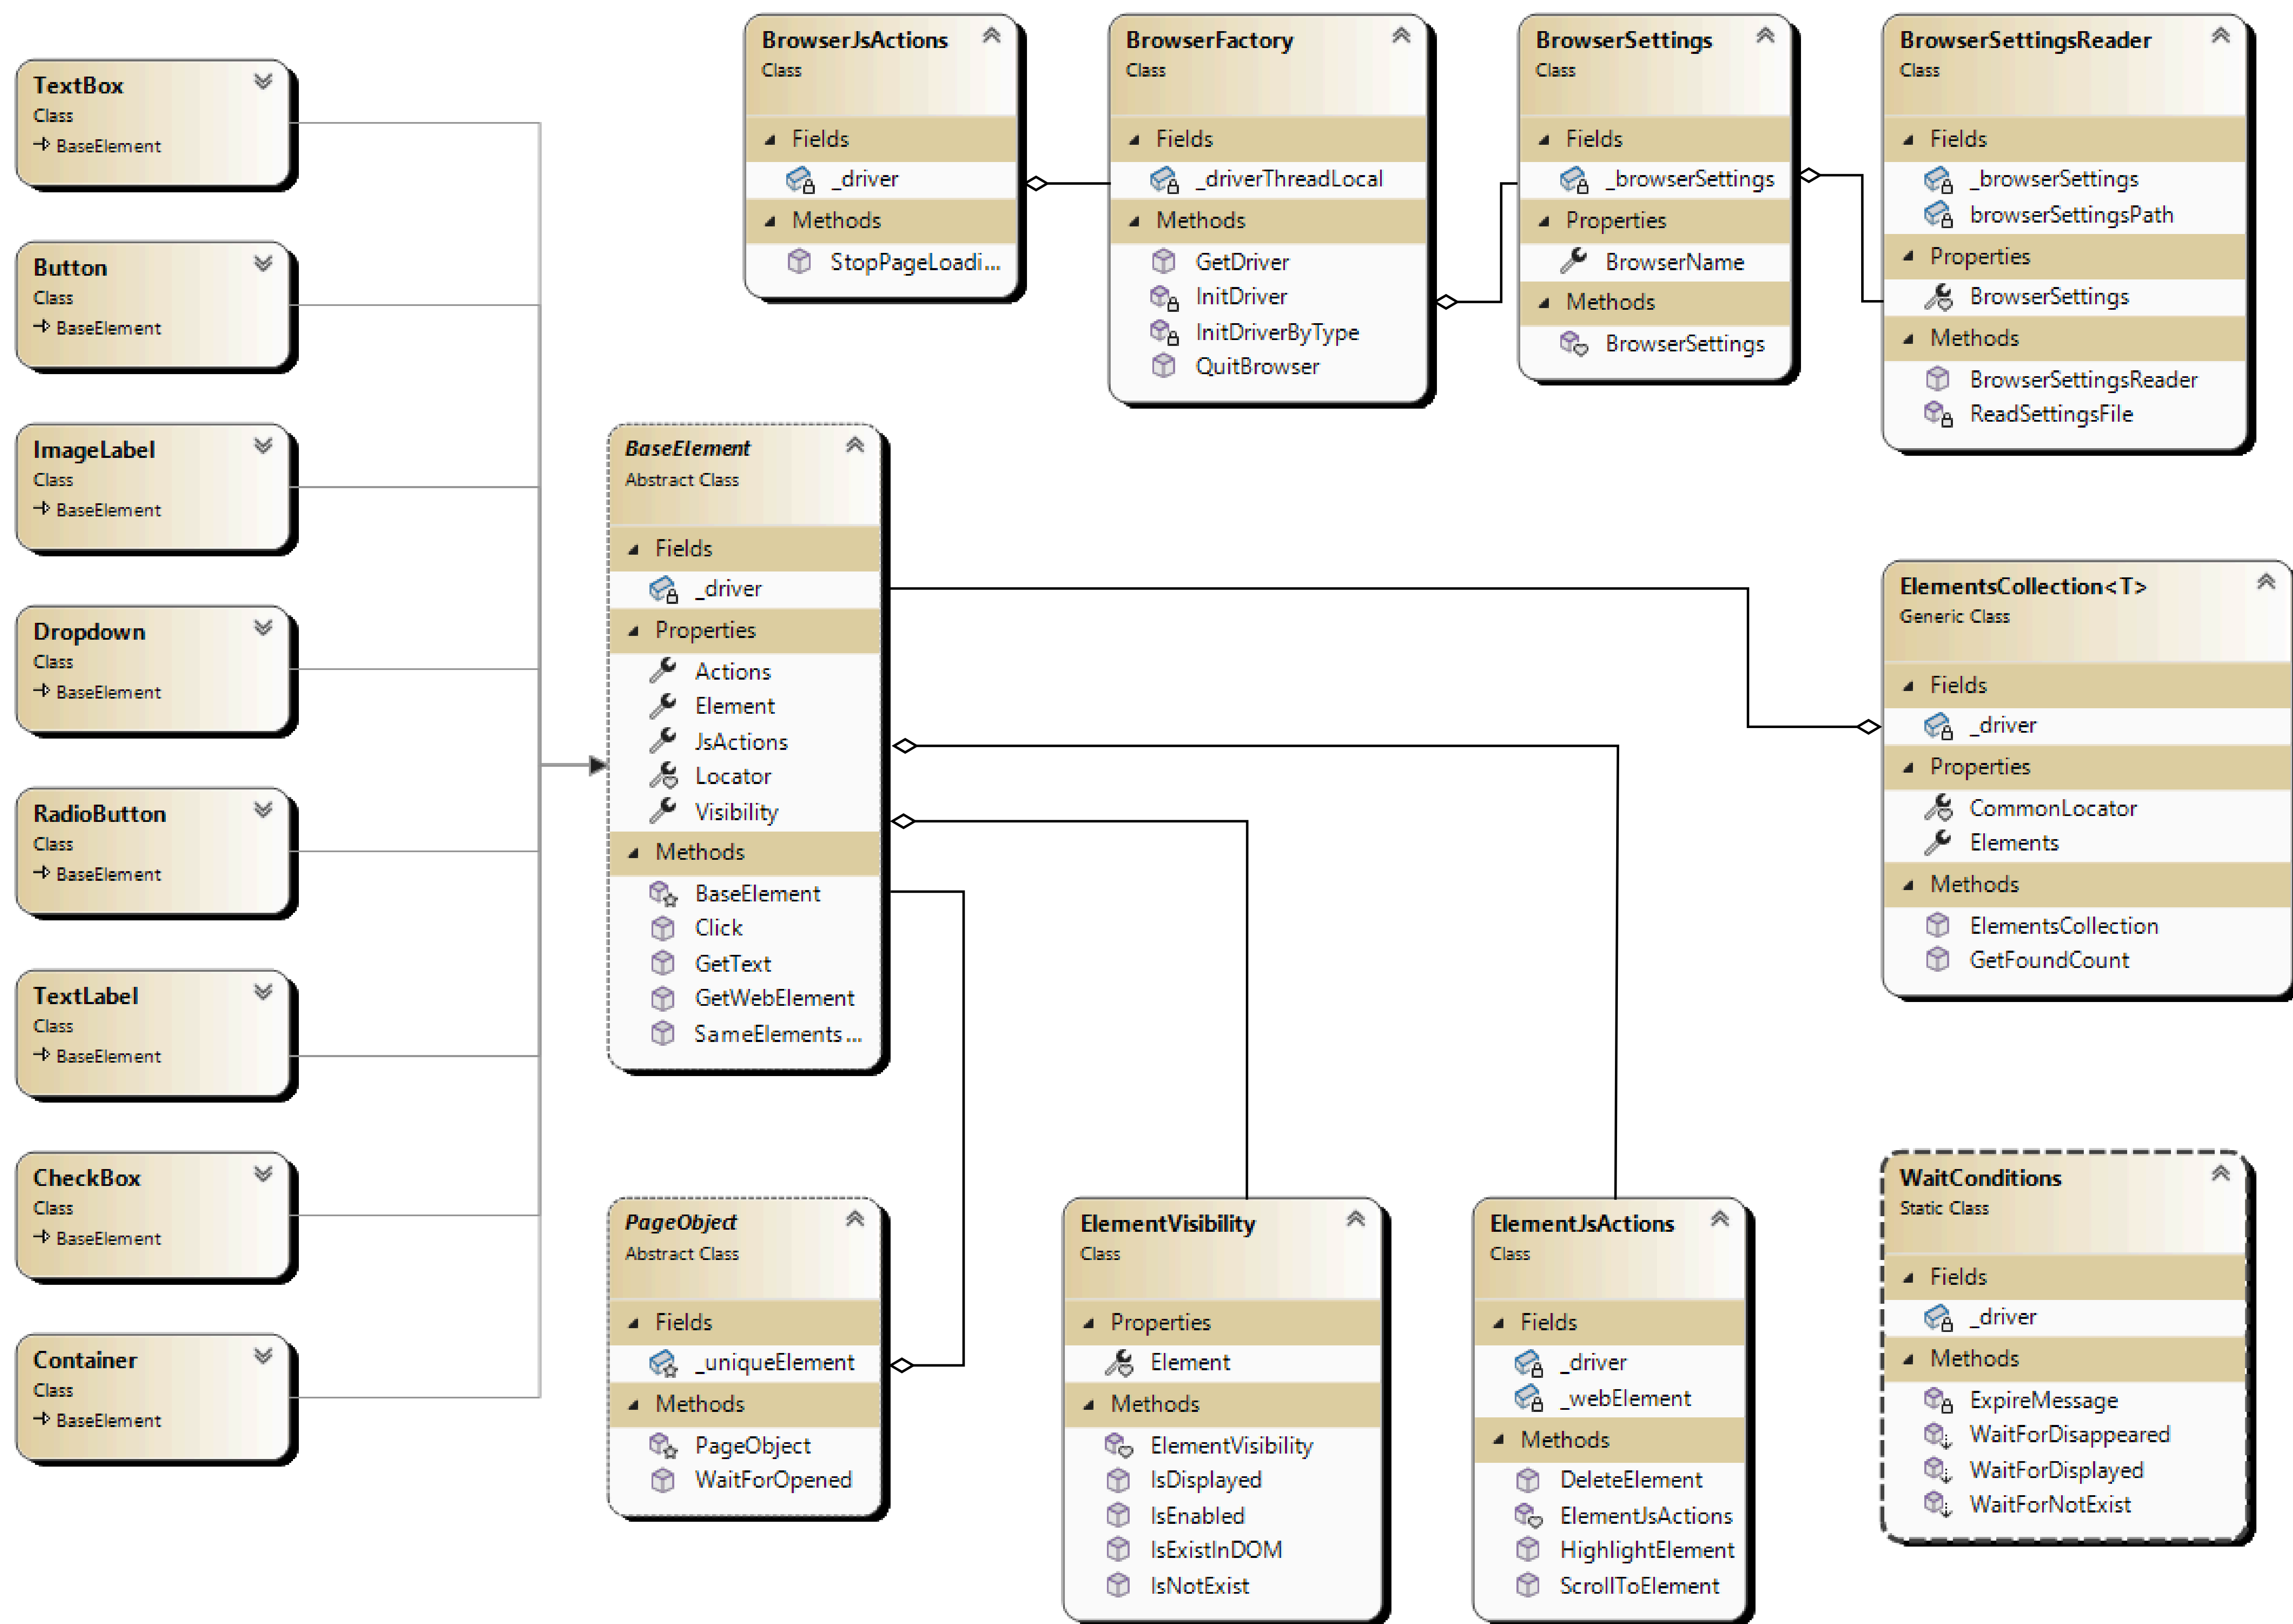 TextBox
Class
BaseElement
Button
Class
BaseElement
ImageLabel
Class
BaseElement
Dropdown
Class
BaseElement
RadioButton
Class
BaseElement
TextLabel
Class
BaseElement
CheckBox
Class
BaseElement
Container
Class
BaseElement
BrowserJsActions
Class
Fields
_driver
Methods
StopPageLoadi...
BrowserFactory
Class
Fields
_driverThreadLocal
Methods
GetDriver
InitDriver
InitDriverByType
QuitBrowser
BrowserSettings
Class
Fields
_browserSettings
Properties
BrowserName
Methods
BrowserSettings
BrowserSettingsReader
Class
Fields
_browserSettings
browserSettingsPath
Properties
BrowserSettings
Methods
BrowserSettingsReader
ReadSettingsFile
BaseElement
Abstract Class
Fields
_driver
Properties
Actions
Element
JsActions
Locator
Visibility
Methods
BaseElement
Click
GetText
GetWebElement
SameElements...
ElementsCollection<T>
Generic Class
Fields
_driver
Properties
CommonLocator
Elements
Methods
ElementsCollection
GetFoundCount
PageObject
Abstract Class
Fields
_uniqueElement
Methods
PageObject
WaitForOpened
ElementVisibility
Class
Properties
Element
Methods
ElementVisibility
IsDisplayed
IsEnabled
IsExistInDOM
IsNotExist
ElementJsActions
Class
Fields
_driver
_webElement
Methods
DeleteElement
ElementJsActions
HighlightElement
ScrollToElement
WaitConditions
Static Class
Fields
_driver
Methods
ExpireMessage
WaitForDisappeared
WaitForDisplayed
WaitForNotExist